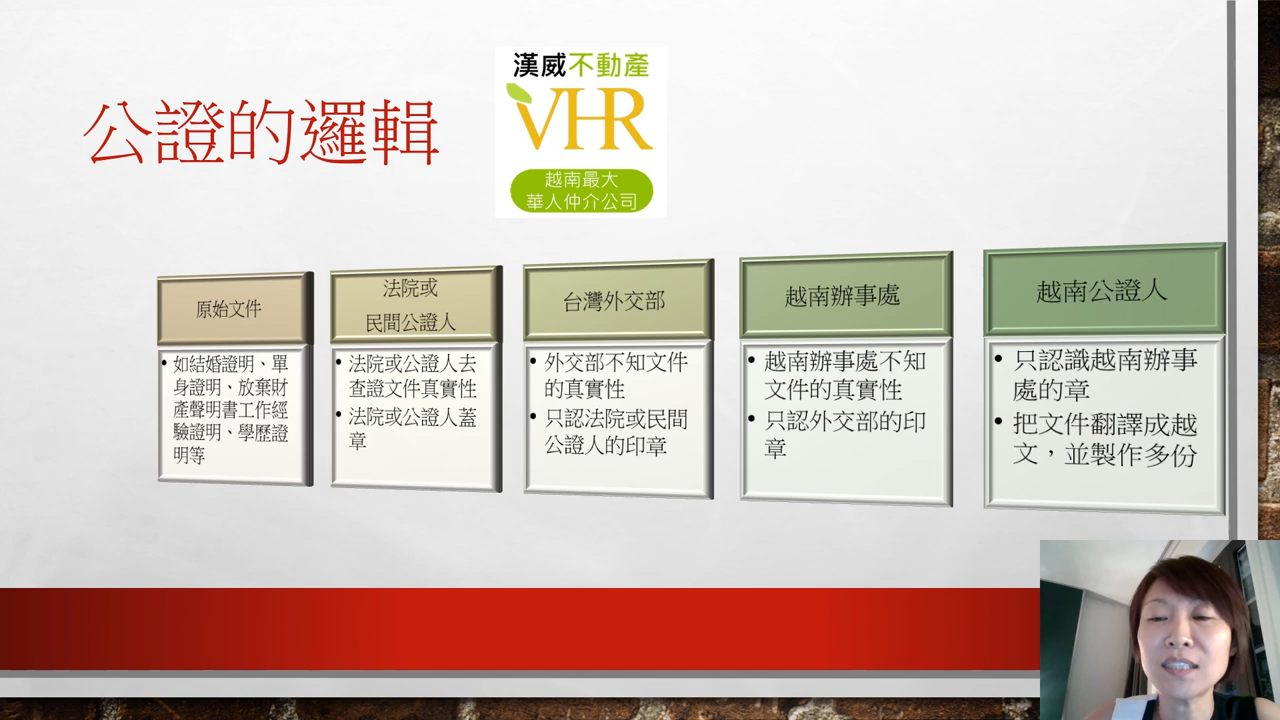 漢威不動產
VHR
越南最大
華人仲介公司
公證的邏輯
原始文件
• 如結婚證明、單
身證明、放棄財
產聲明書工作經
驗證明、學歷證
明等
法院或
民間公證人
• 法院或公證人去
查證文件真實性
• 法院或公證人蓋
章
台灣外交部
• 外交部不知文件
的真實性
• 只認法院或民間
公證人的印章
越南辦事處
• 越南辦事處不知
文件的真實性
• 只認外交部的印
章
越南公證人
• 只認識越南辦事
處的章
• 把文件翻譯成越
文，並製作多份